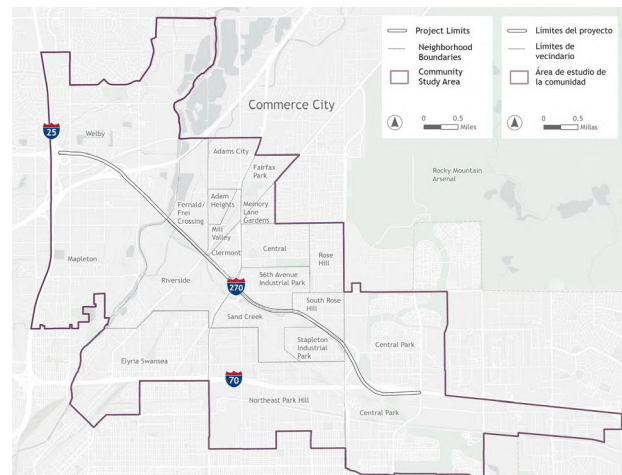 Project Limits
Neighborhood
Boundaries
Community
Study Area
0
0.5
Miles
Límites del proyecto
Límites de
vecindario
Área de estudio de
la comunidad
0
0.5
Millas
Commerce City
25
Welby
Adams City
Fairfax
Park
Rocky Mountain
Arsenal
Adam
Heights
Fernald/
Frei
Crossing
Memory
Lane
Gardens
Mill
Valley
Clermont
Central
Rose
Hill
Mapleton
Riverside
56th Avenue
Industrial Park
270
South Rose
Hill
Sand Creek
Stapleton
Industrial
Park
Central Park
Elyria Swansea
70
Northeast Park Hill
Central Park